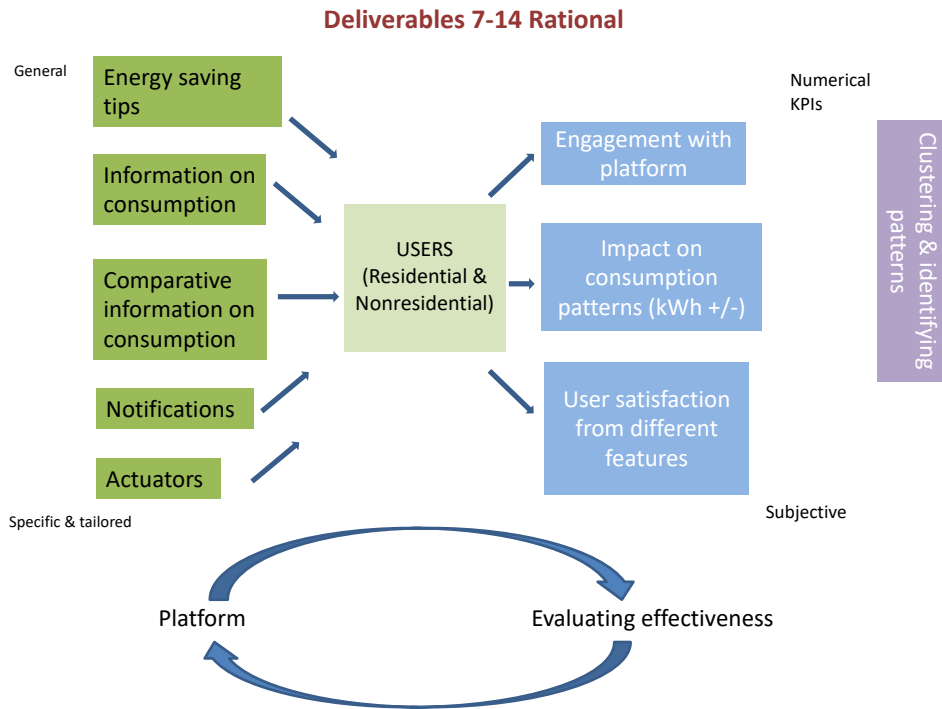 Deliverables 7-14 Rational
General
Energy saving
tips
Information on
consumption
Comparative
information on
consumption
Notifications
Actuators
Specific & tailored
USERS
(Residential &
Nonresidential)
Numerical
KPIs
Engagement with
platform
Impact on
consumption
patterns (kWh +/-)
User satisfaction
from different
features
Subjective
Clustering & identifying
patterns
Platform
Evaluating effectiveness